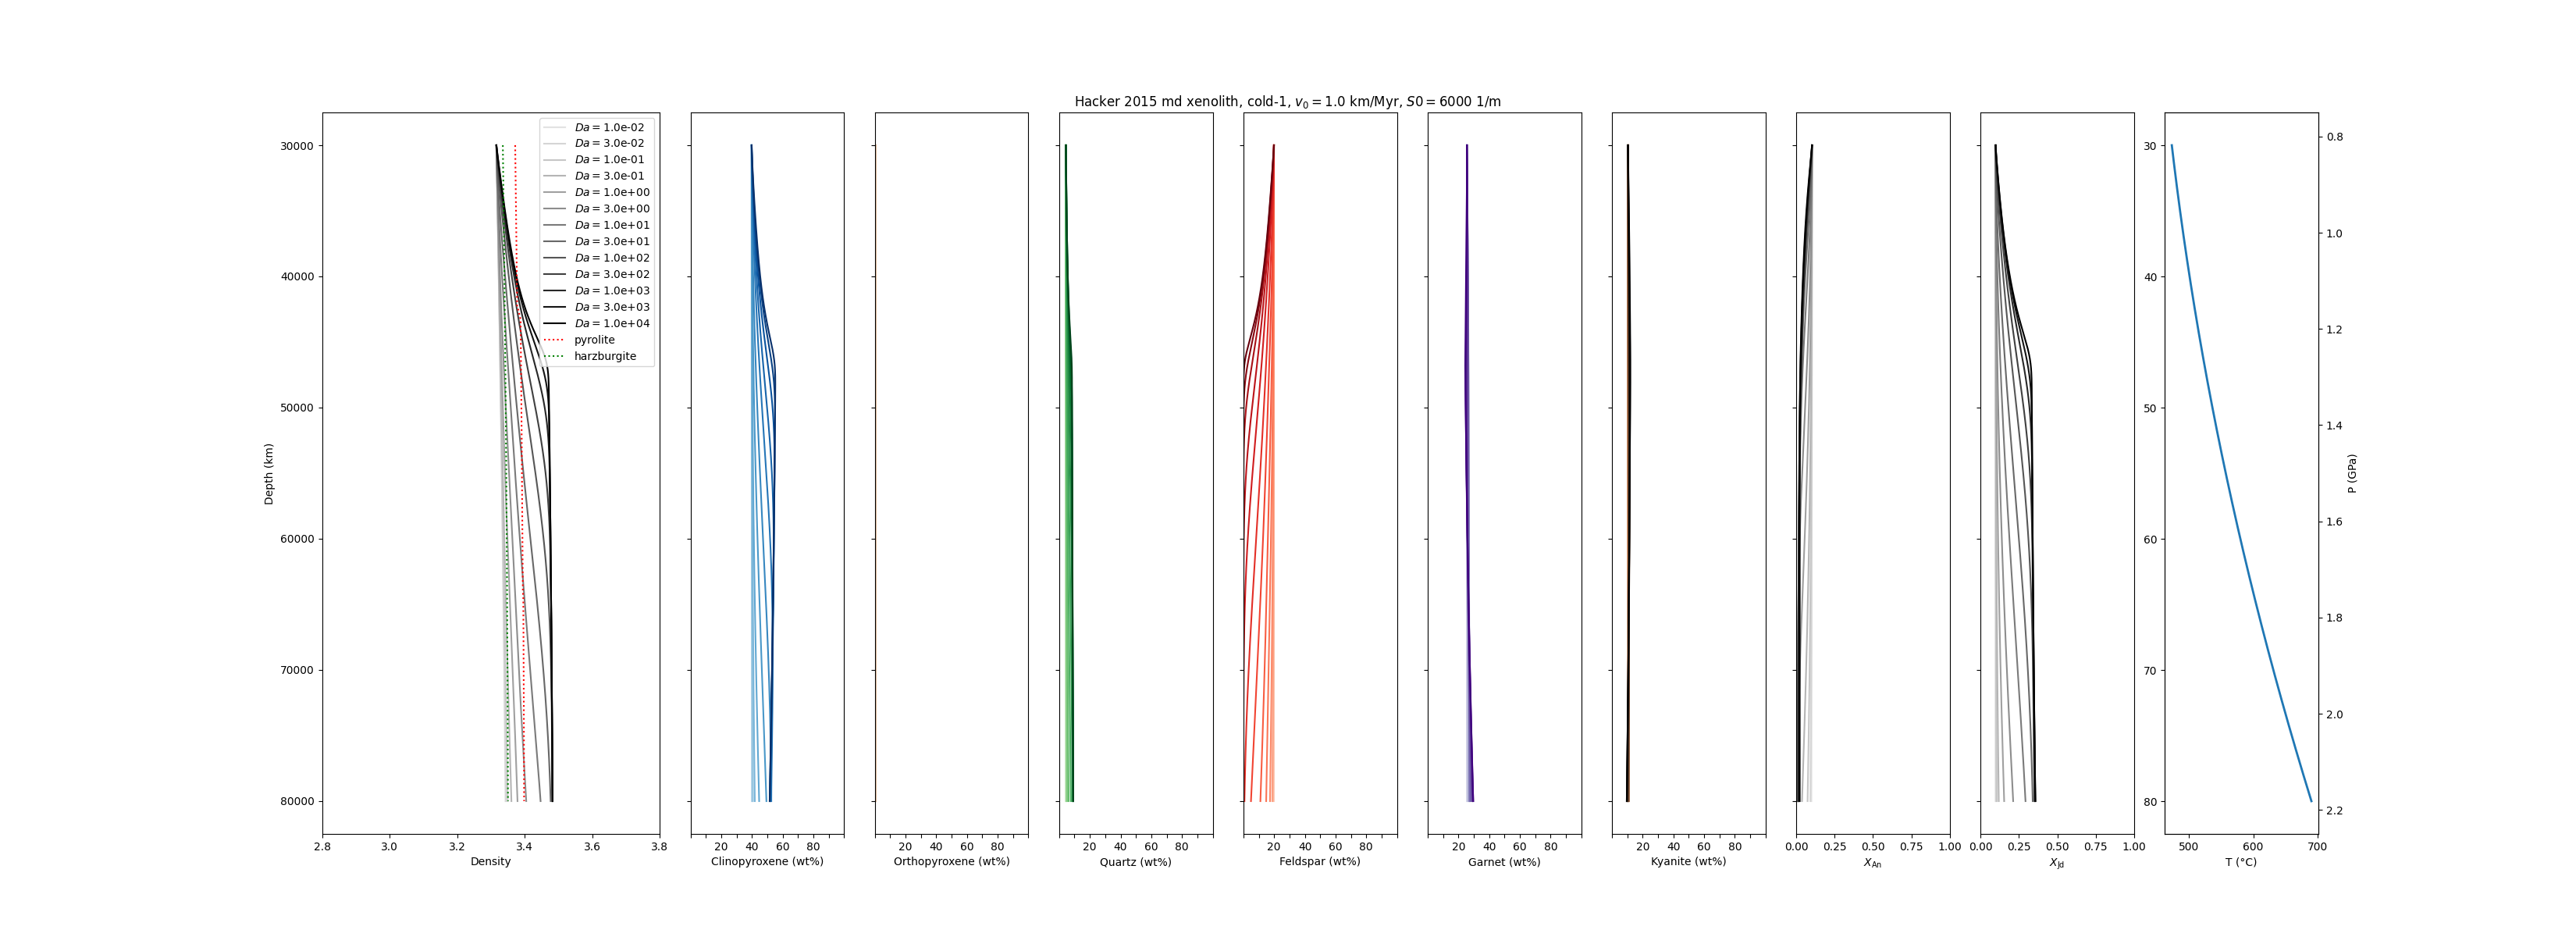 Hacker 2015 md xenolith, cold-1, v₀ = 1.0 km/Myr, S0 = 6000 1/m
Da = 1.0e-02
Da = 3.0e-02
Da = 1.0e-01
Da = 3.0e-01
Da = 1.0e+00
Da = 3.0e+00
Da = 1.0e+01
Da = 3.0e+01
Da = 1.0e+02
Da = 3.0e+02
Da = 1.0e+03
Da = 3.0e+03
Da = 1.0e+04
pyrolite
harzburgite
Depth (km)
30000
40000
50000
60000
70000
80000
2.8 3.0 3.2 3.4 3.6 3.8
Density
20 40 60 80
Clinopyroxene (wt%)
20 40 60 80
Orthopyroxene (wt%)
20 40 60 80
Quartz (wt%)
20 40 60 80
Feldspar (wt%)
20 40 60 80
Garnet (wt%)
20 40 60 80
Kyanite (wt%)
0.00 0.25 0.50 0.75 1.00
X_An
0.00 0.25 0.50 0.75 1.00
X_Jd
30
40
50
60
70
80
500 600 700
T (°C)
0.8
1.0
1.2
1.4
1.6
1.8
2.0
2.2
P (GPa)